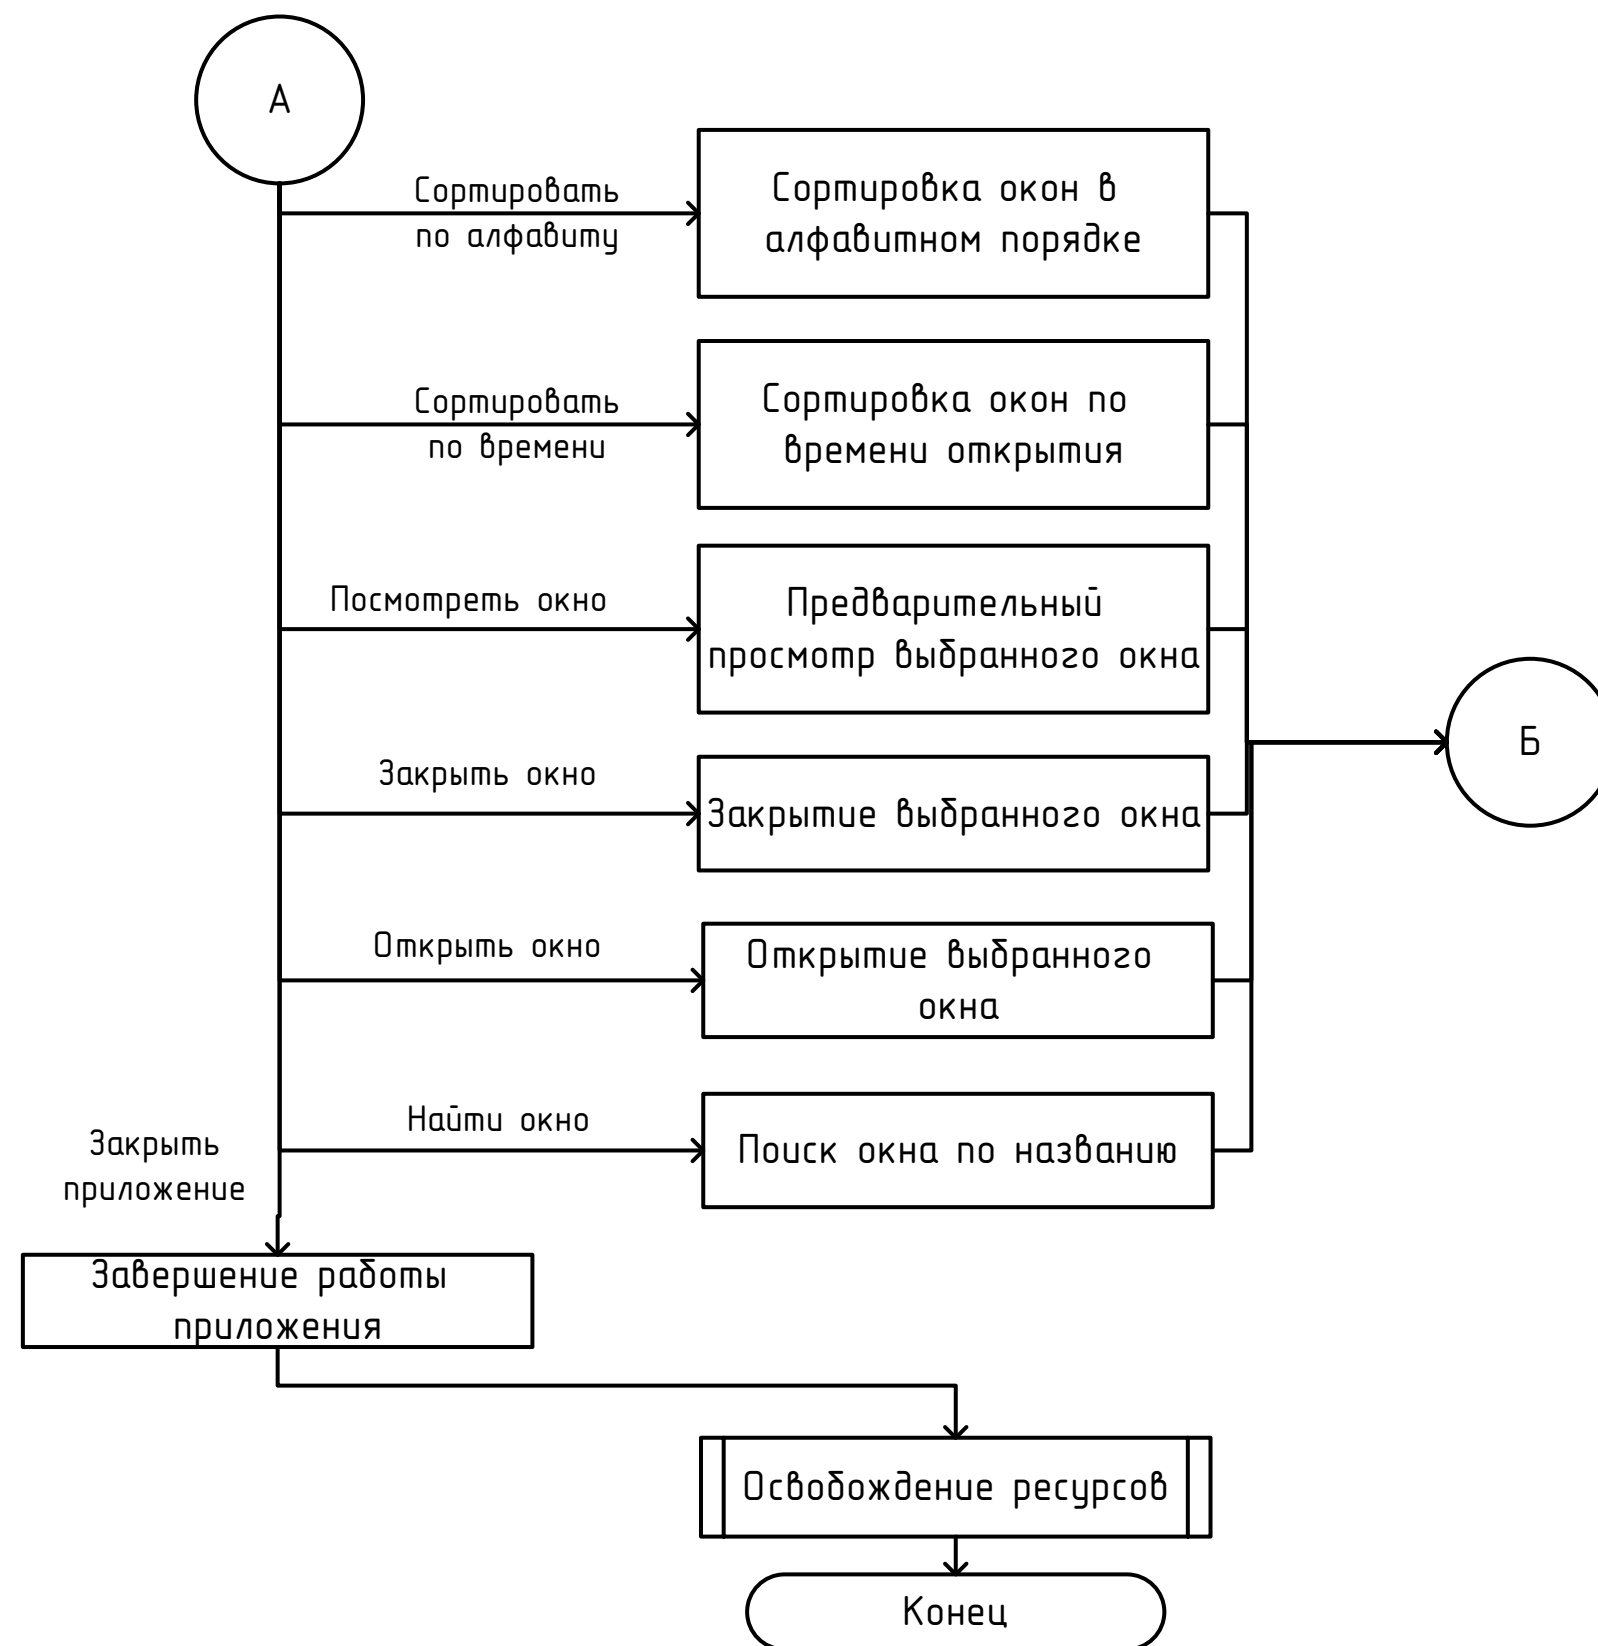 А
Сортировать
по алфавиту
Сортировка окон в
алфавитном порядке
Сортировать
по времени
Сортировка окон по
времени открытия
Посмотреть окно
Предварительный
просмотр выбранного окна
Б
Закрыть окно
Закрытие выбранного окна
Открыть окно
Открытие выбранного
окна
Найти окно
Поиск окна по названию
Закрыть
приложение
Завершение работы
приложения
Освобождение ресурсов
Конец